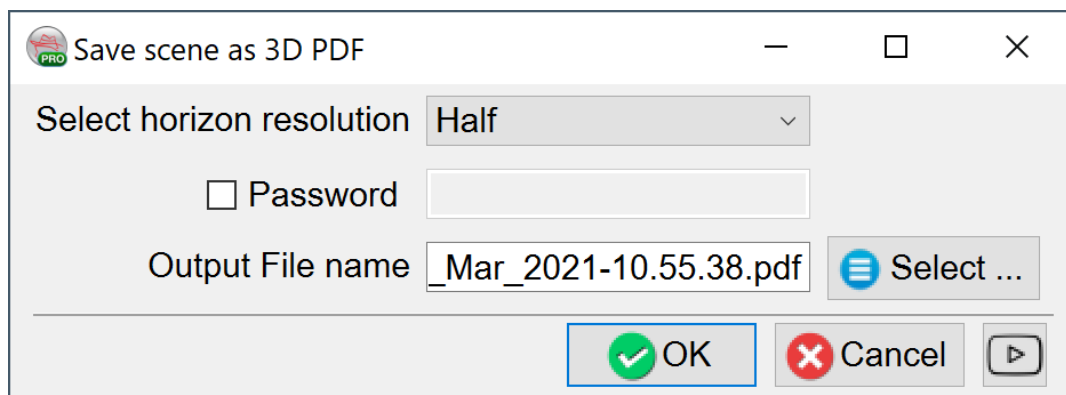 PRO Save scene as 3D PDF
Select horizon resolution Half
Password
Output File name _Mar_2021-10.55.38.pdf Select ...
OK Cancel